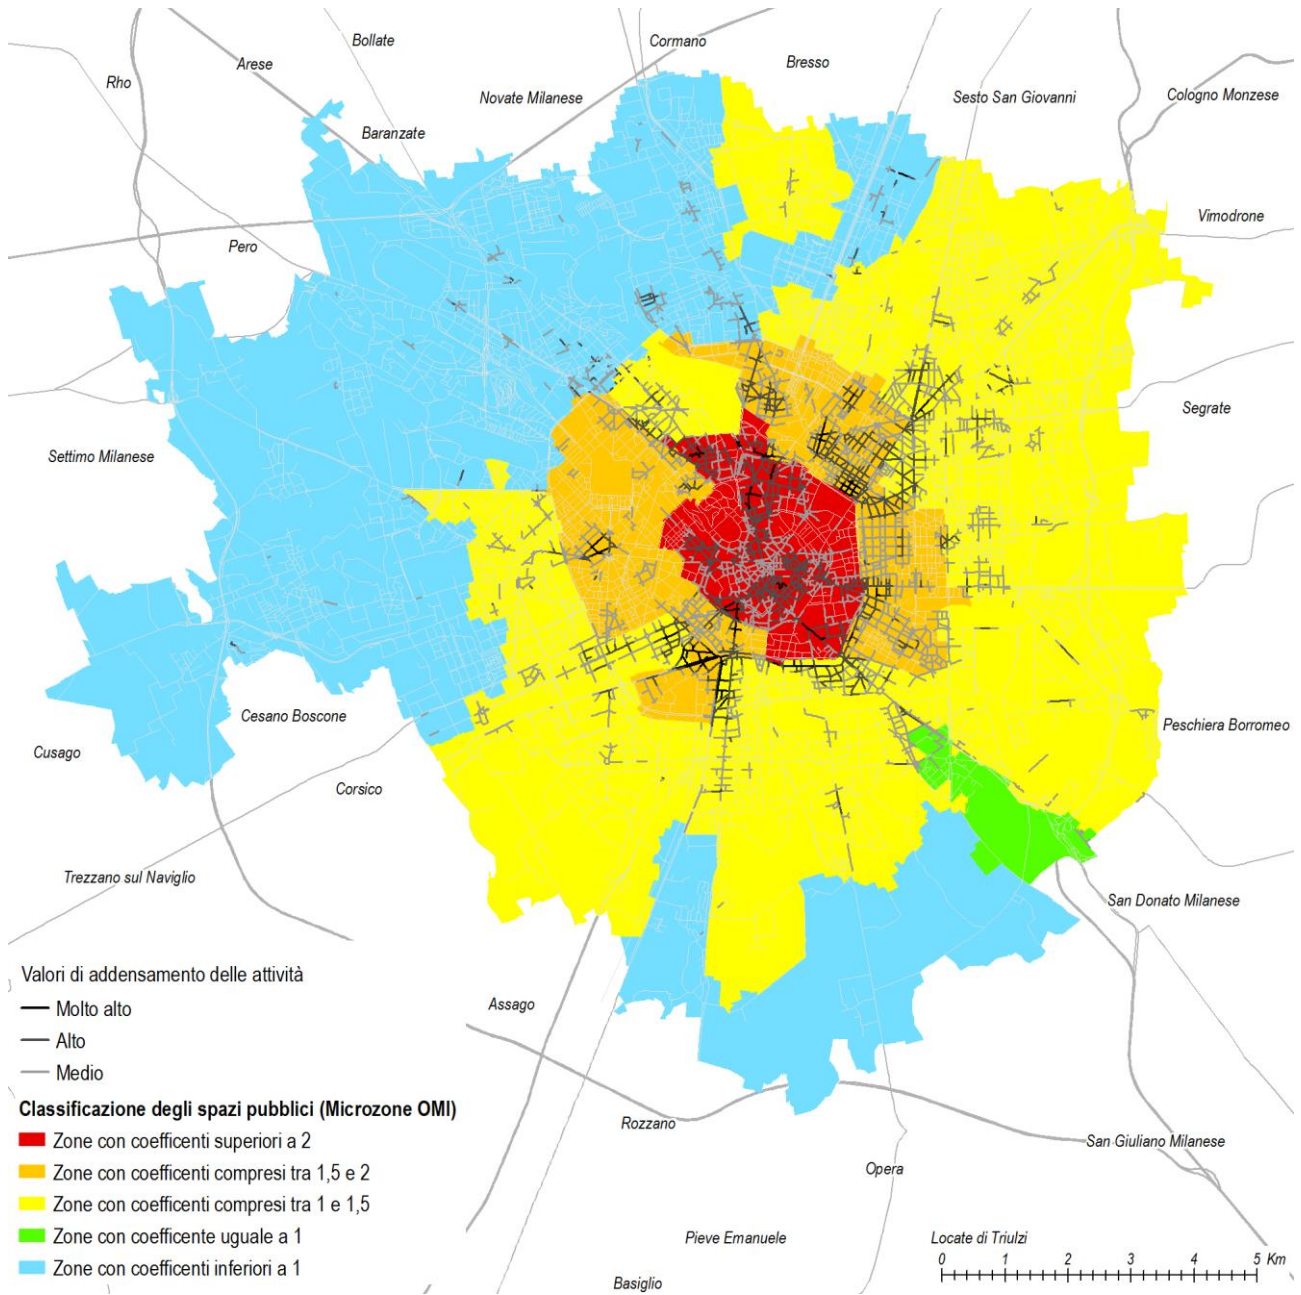 Bollate
Cormano
Arese
Bresso
Rho
Novate Milanese
Sesto San Giovanni
Cologno Monzese
Baranzate
Vimodrone
Pero
Segrate
Settimo Milanese
Cesano Boscone
Peschiera Borromeo
Cusago
Corsico
Trezzano sul Naviglio
San Donato Milanese
Valori di addensamento delle attività
Molto alto
Assago
Alto
Medio
Classificazione degli spazi pubblici (Microzone OMI)
Rozzano
Zone con coefficenti superiori a 2
San Giuliano Milanese
Opera
Zone con coefficenti compresi tra 1,5 e 2
Zone con coefficenti compresi tra 1 e 1,5
Zone con coefficente uguale a 1
Pieve Emanuele
Locate di Triulzi
0 1 2 3 4 5 Km
Zone con coefficenti inferiori a 1
Basiglio